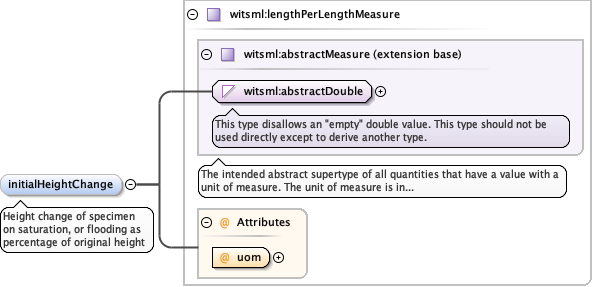 witsml:lengthPerLengthMeasure
witsml:abstractMeasure (extension base)
witsml:abstractDouble
This type disallows an "empty" double value. This type should not be
used directly except to derive another type.
The intended abstract supertype of all quantities that have a value with a
unit of measure. The unit of measure is in...
initialHeightChange
Height change of specimen
on saturation, or flooding as
percentage of original height
@ Attributes
@ uom